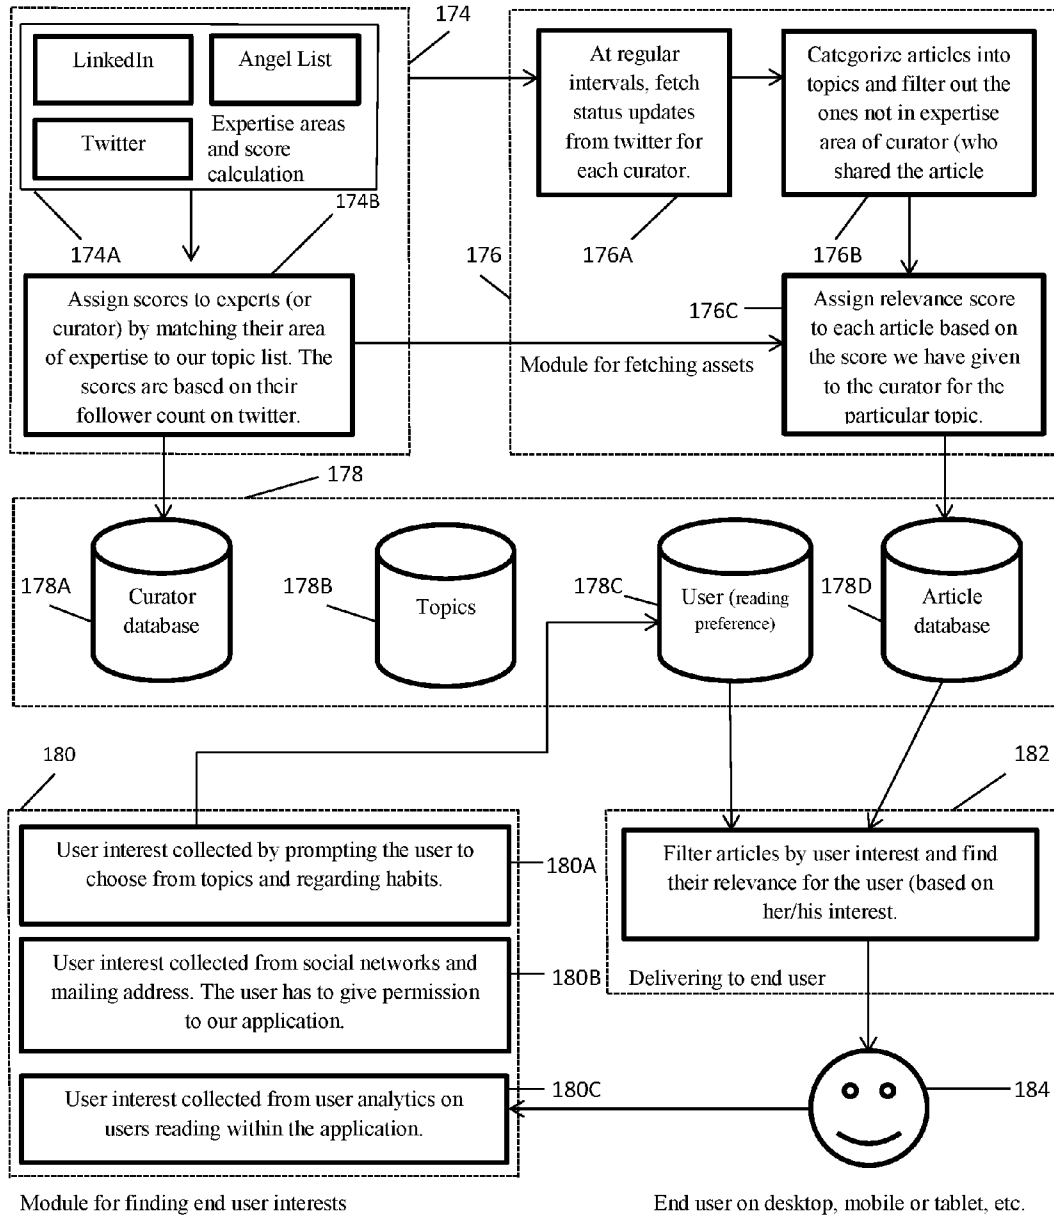 174
LinkedIn
Angel List
Twitter
Expertise areas
and score
calculation
174A
174B
Assign scores to experts (or
curator) by matching their area
of expertise to our topic list. The
scores are based on their
follower count on twitter.
At regular
intervals, fetch
status updates
from twitter for
each curator.
Categorize articles into
topics and filter out the
ones not in expertise
area of curator (who
shared the article
176
176A
176B
176C
Assign relevance score
to each article based on
the score we have given
to the curator for the
particular topic.
Module for fetching assets
178
178A
Curator
database
178B
Topics
178C
User (reading
preference)
178D
Article
database
180
User interest collected by prompting the user to
choose from topics and regarding habits.
180A
User interest collected from social networks and
mailing address. The user has to give permission
to our application.
180B
User interest collected from user analytics on
users reading within the application.
180C
Module for finding end user interests
182
Filter articles by user interest and find
their relevance for the user (based on
her/his interest.
Delivering to end user
184
End user on desktop, mobile or tablet, etc.